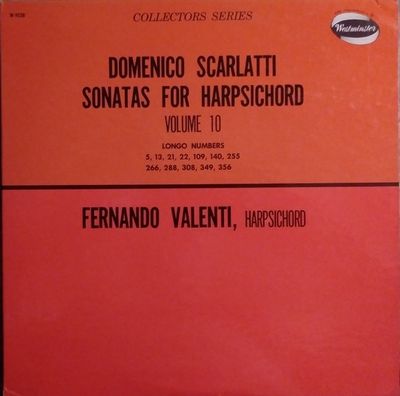 COLLECTORS SERIES
Westminster
DOMENICO SCARLATTI
SONATAS FOR HARPSICHORD
VOLUME 10
LONGO NUMBERS
5, 13, 21, 22, 109, 140, 255
266, 288, 308, 349, 356
FERNANDO VALENTI, HARPSICHORD